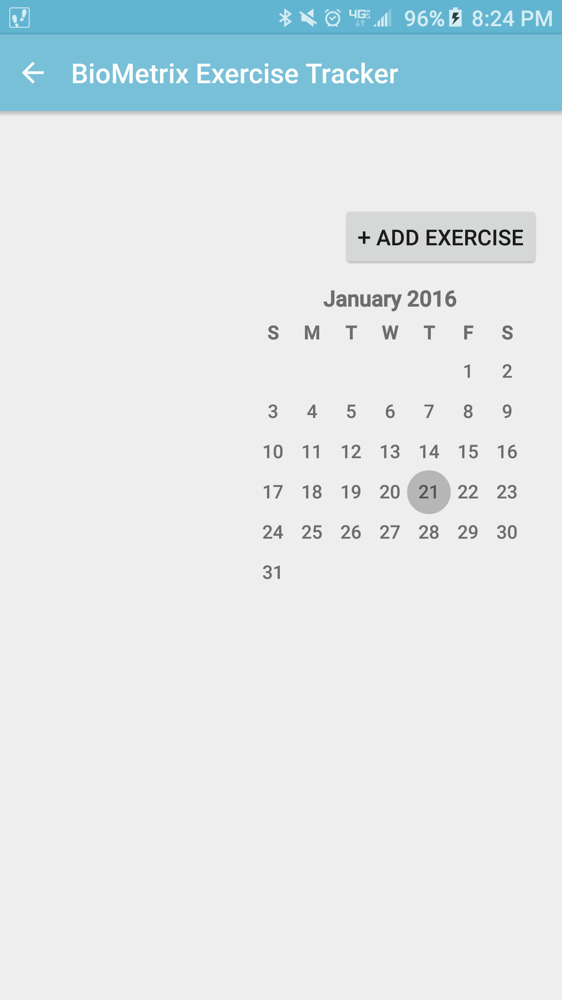 4G LTE 96% 8:24 PM
BioMetrix Exercise Tracker
+ ADD EXERCISE
January 2016
S M T W T F S
1 2
3 4 5 6 7 8 9
10 11 12 13 14 15 16
17 18 19 20 21 22 23
24 25 26 27 28 29 30
31